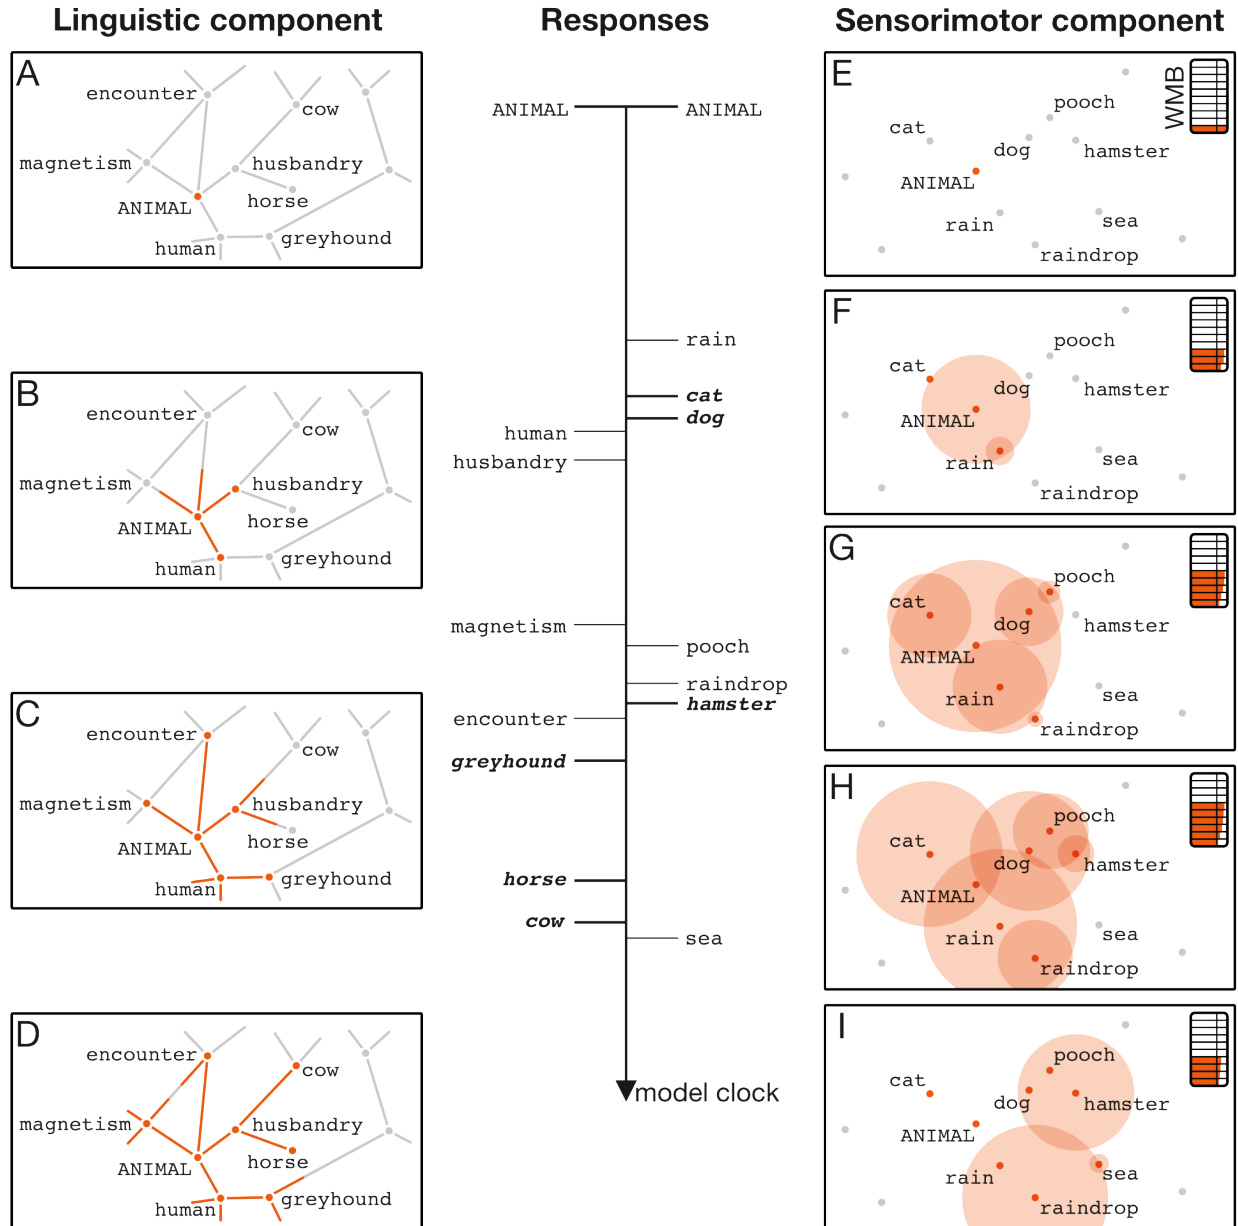 Linguistic component
Responses
Sensorimotor component
A
encounter
cow
magnetism
husbandry
horse
ANIMAL
human
greyhound
B
encounter
cow
magnetism
husbandry
horse
ANIMAL
human
greyhound
C
encounter
cow
magnetism
husbandry
horse
ANIMAL
human
greyhound
D
encounter
cow
magnetism
husbandry
horse
ANIMAL
human
greyhound
ANIMAL
ANIMAL
rain
cat
dog
human
husbandry
magnetism
pooch
raindrop
hamster
encounter
greyhound
horse
cow
sea
model clock
E
WMB
pooch
cat
dog
hamster
ANIMAL
rain
sea
raindrop
F
pooch
cat
dog
hamster
ANIMAL
rain
sea
raindrop
G
pooch
cat
dog
hamster
ANIMAL
rain
sea
raindrop
H
pooch
cat
dog
hamster
ANIMAL
rain
sea
raindrop
I
pooch
cat
dog
hamster
ANIMAL
rain
sea
raindrop